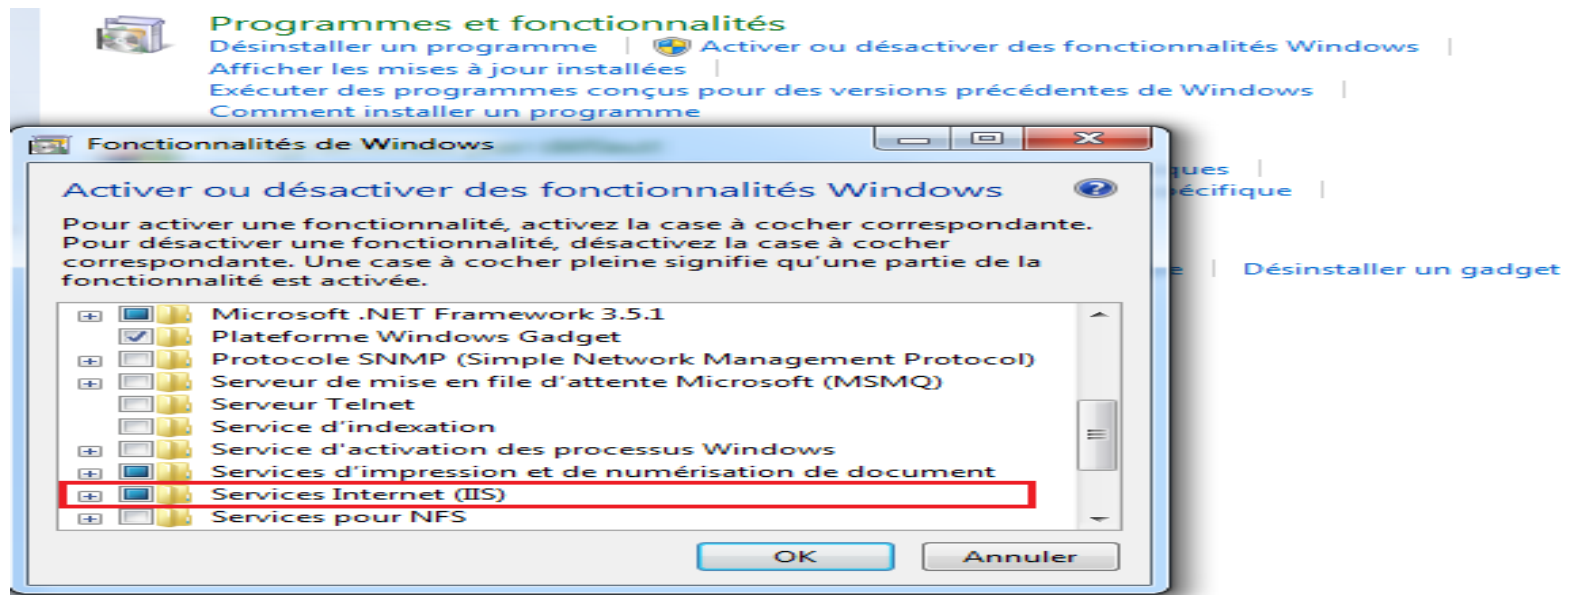 Programmes et fonctionnalités
Désinstaller un programme | Activer ou désactiver des fonctionnalités Windows |
Afficher les mises à jour installées |
Exécuter des programmes conçus pour des versions précédentes de Windows |
Comment installer un programme
Fonctionnalités de Windows
Activer ou désactiver des fonctionnalités Windows
Pour activer une fonctionnalité, activez la case à cocher correspondante.
Pour désactiver une fonctionnalité, désactivez la case à cocher
correspondante. Une case à cocher pleine signifie qu'une partie de la
fonctionnalité est activée.
Microsoft .NET Framework 3.5.1
Plateforme Windows Gadget
Protocole SNMP (Simple Network Management Protocol)
Serveur de mise en file d'attente Microsoft (MSMQ)
Serveur Telnet
Service d'indexation
Service d'activation des processus Windows
Services d'impression et de numérisation de document
Services Internet (IIS)
Services pour NFS
OK Annuler
ques |
écifique |
e | Désinstaller un gadget